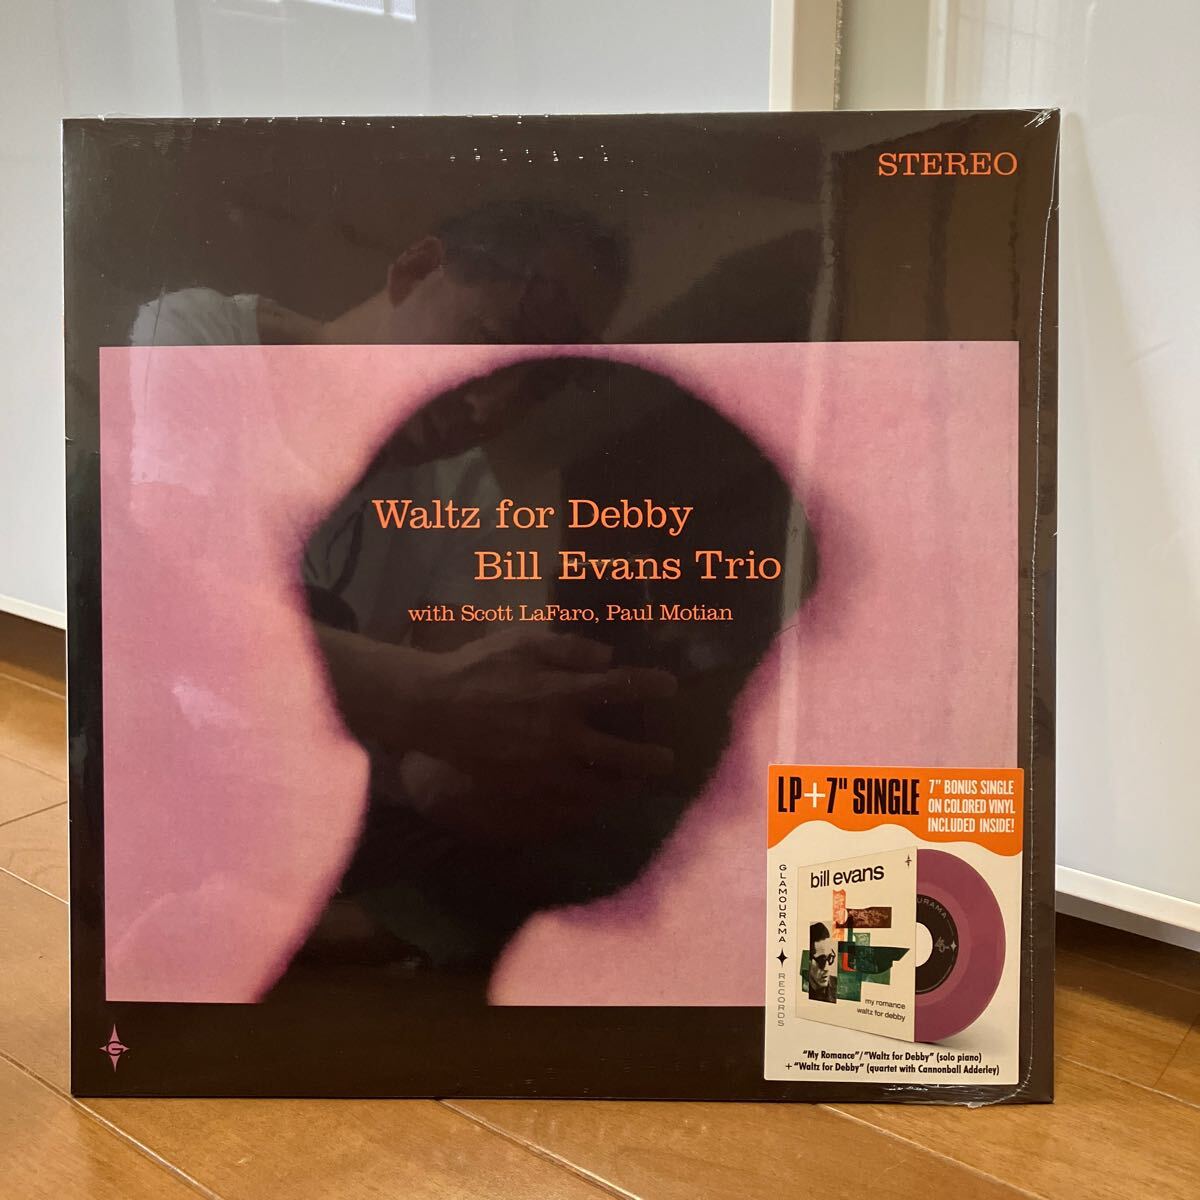 STEREO
Waltz for Debby
Bill Evans Trio
with Scott LaFaro, Paul Motian
LP+7" SINGLE
7" BONUS SINGLE
ON COLORED VINYL
INCLUDED INSIDE!
GLAMOURAMA
RECORDS
bill evans
my romance
waltz for debby
"My Romance"/"Waltz for Debby" (solo piano)
+ "Waltz for Debby" (quartet with Cannonball Adderley)
G